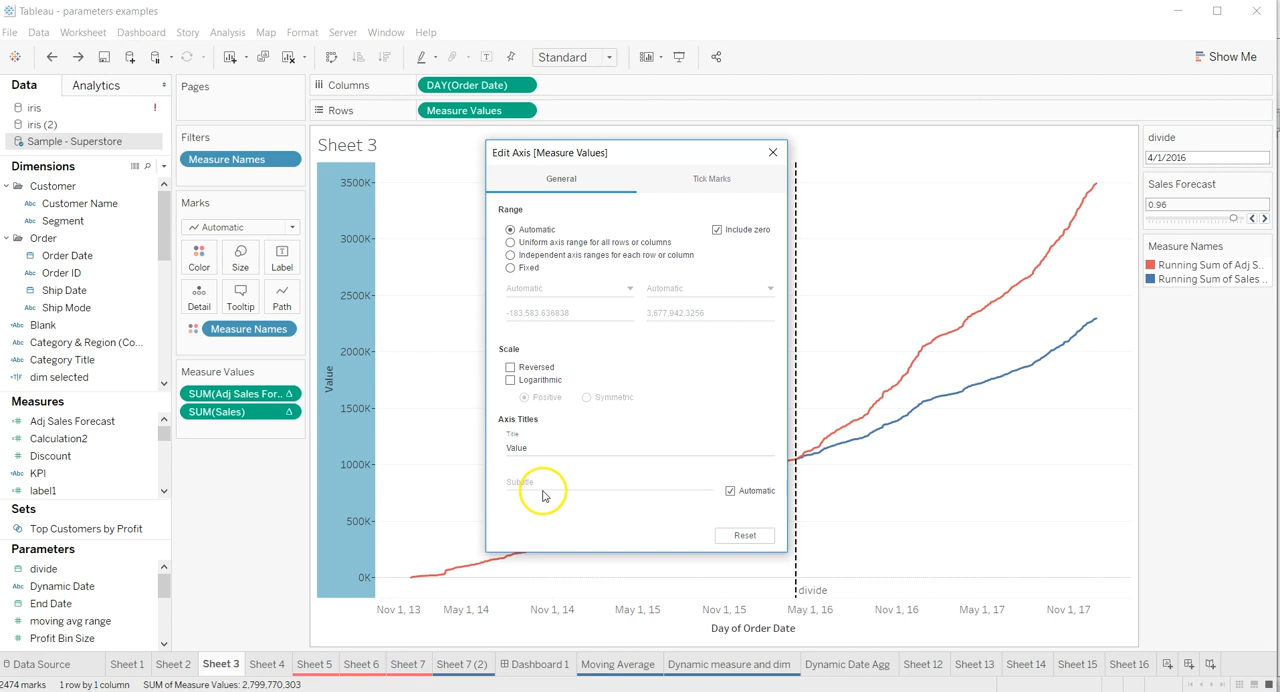 Tableau - parameters examples
File Data Worksheet Dashboard Story Analysis Map Format Server Window Help
Standard
Show Me
Data Analytics
iris !
iris (2)
Sample - Superstore
Dimensions
Customer
Abc Customer Name
Abc Segment
Order
Order Date
Abc Order ID
Ship Date
Abc Ship Mode
Abc Blank
Abc Category & Region (Co...
Abc Category Title
T|F dim selected
Measures
Adj Sales Forecast
Calculation2
Discount
Abc KPI
label1
Sets
Top Customers by Profit
Parameters
divide
Abc Dynamic Date
End Date
moving avg range
Profit Bin Size
Pages
Filters
Measure Names
Marks
Automatic
Color Size Label
Detail Tooltip Path
Measure Names
Measure Values
SUM(Adj Sales For.. Δ
SUM(Sales) Δ
Columns DAY(Order Date)
Rows Measure Values
Sheet 3
3500K
3000K
2500K
2000K
1500K
1000K
500K
0K
Value
Edit Axis [Measure Values]
General Tick Marks
Range
Automatic Include zero
Uniform axis range for all rows or columns
Independent axis ranges for each row or column
Fixed
Automatic Automatic
-183,583.636838 3,677,942.3256
Scale
Reversed
Logarithmic
Positive Symmetric
Axis Titles
Title
Value
Subtitle
Automatic
Reset
divide
Nov 1, 13 May 1, 14 Nov 1, 14 May 1, 15 Nov 1, 15 May 1, 16 Nov 1, 16 May 1, 17 Nov 1, 17
Day of Order Date
divide
4/1/2016
Sales Forecast
0.96
Measure Names
Running Sum of Adj S..
Running Sum of Sales ..
Data Source Sheet 1 Sheet 2 Sheet 3 Sheet 4 Sheet 5 Sheet 6 Sheet 7 Sheet 7 (2) Dashboard 1 Moving Average Dynamic measure and dim Dynamic Date Agg Sheet 12 Sheet 13 Sheet 14 Sheet 15 Sheet 16
2474 marks 1 row by 1 column SUM of Measure Values: 2,799,770,303